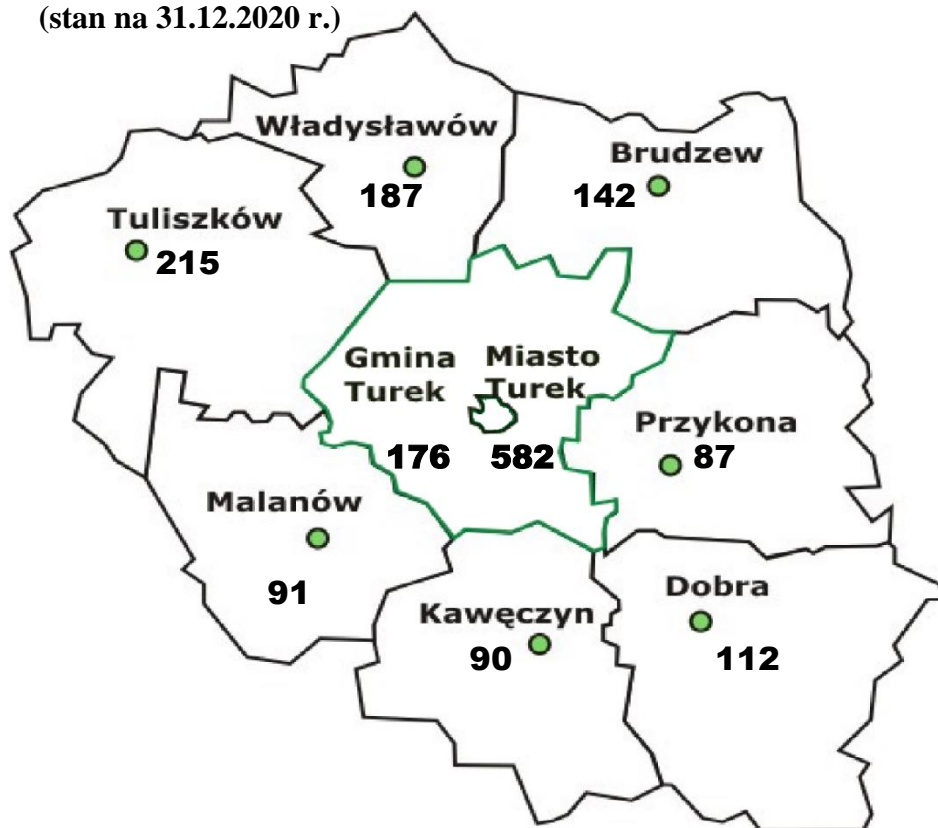 (stan na 31.12.2020 r.)
Władysławów
187
Brudzew
142
Tuliszków
215
Gmina
Turek
176
Miasto
Turek
582
Przykona
87
Malanów
91
Kawęczyn
90
Dobra
112